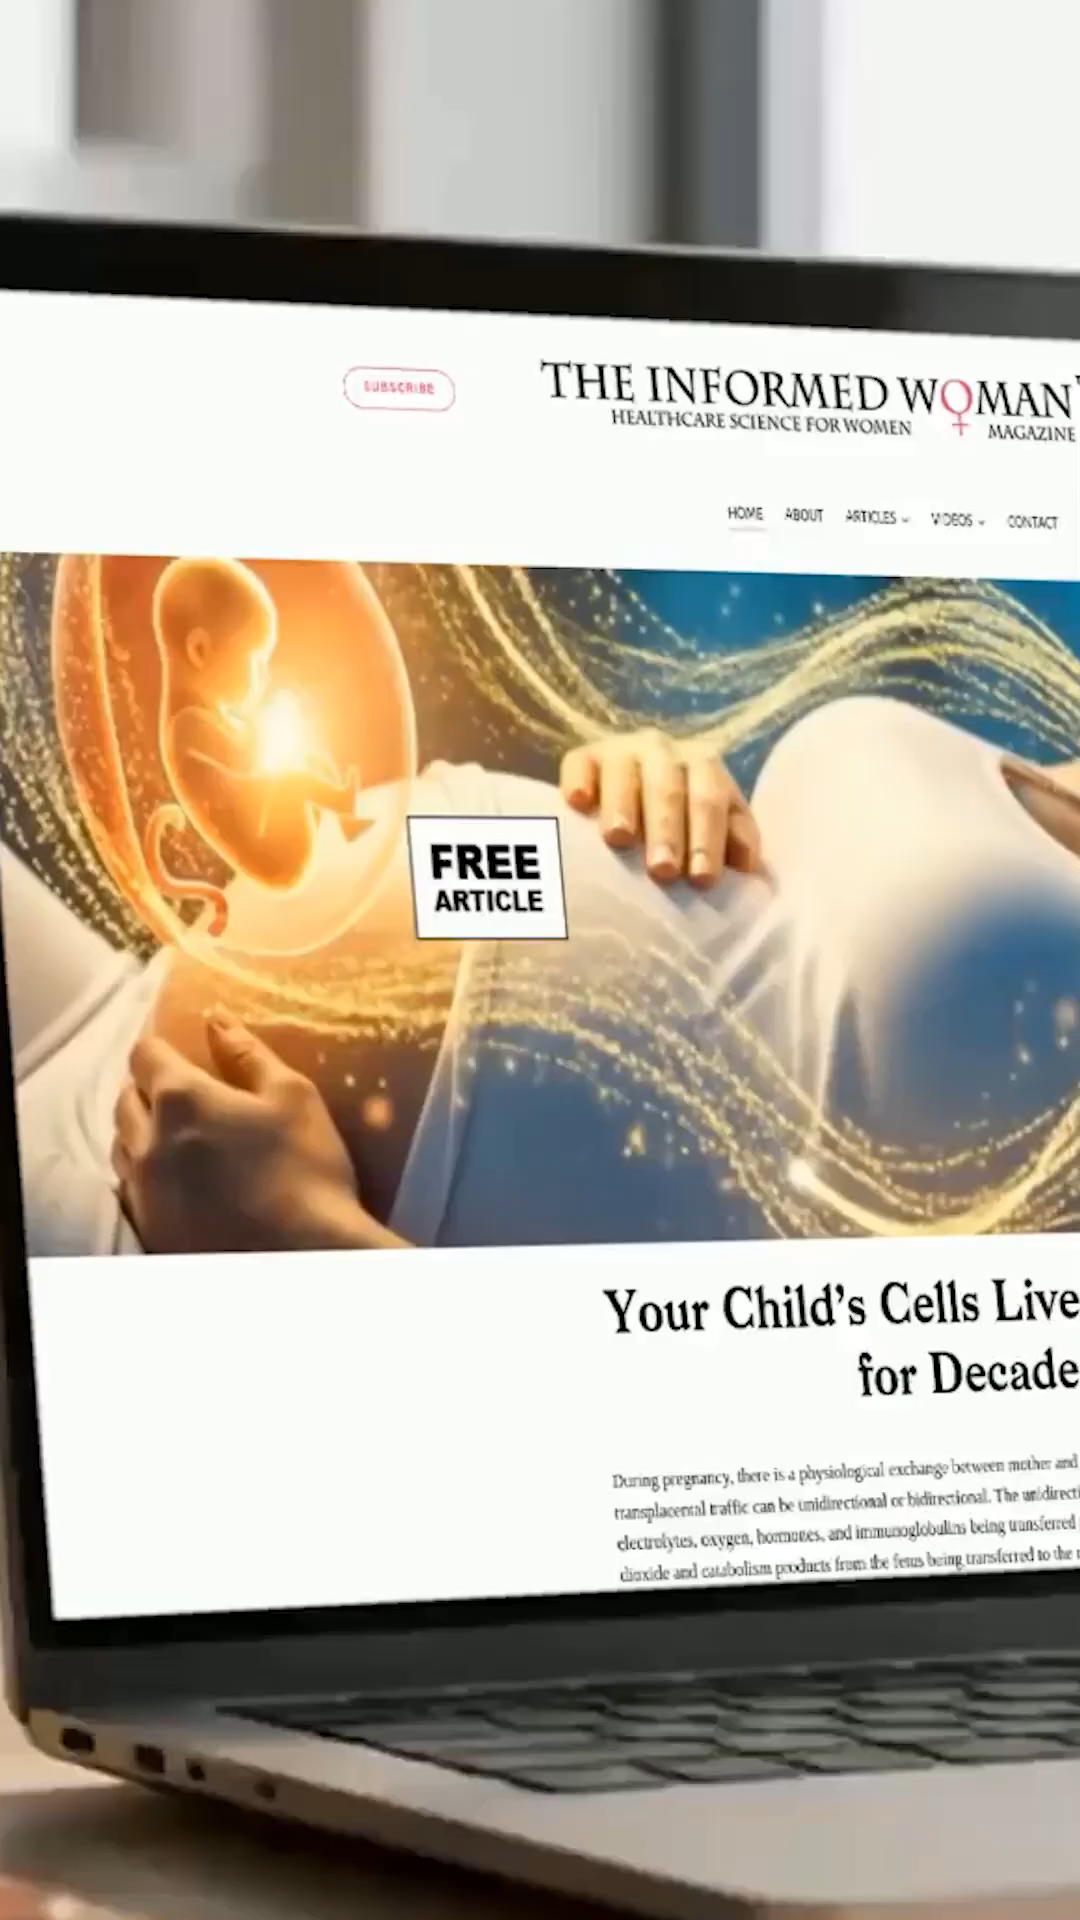 SUBSCRIBE
THE INFORMED WOMAN
HEALTHCARE SCIENCE FOR WOMEN MAGAZINE
HOME ABOUT ARTICLES VIDEOS CONTACT
FREE
ARTICLE
Your Child's Cells Live
for Decade
During pregnancy, there is a physiological exchange between mother and
transplacental traffic can be unidirectional or bidirectional. The unidirecti
electrolytes, oxygen, hormones, and immunoglobulins being transferred
dioxide and catabolism products from the fetus being transferred to the